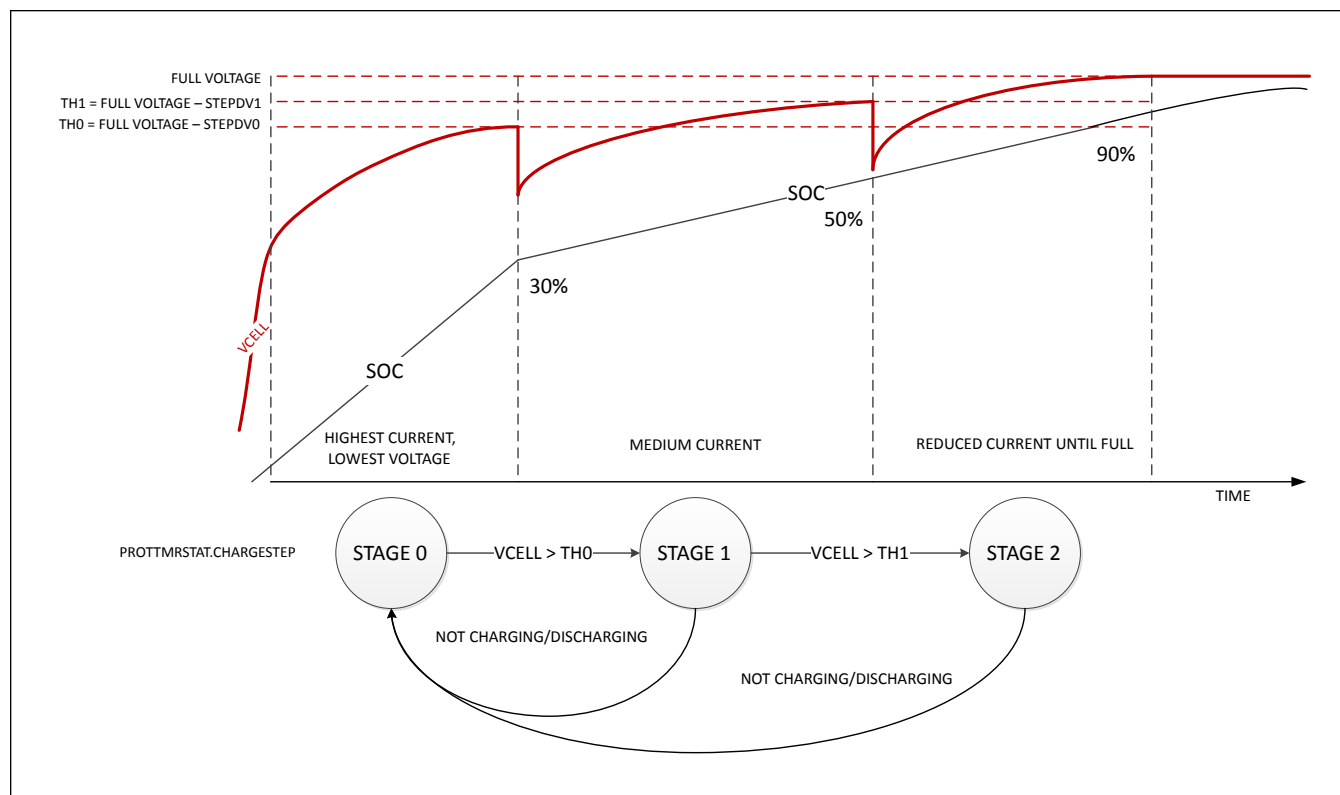 FULL VOLTAGE
TH1 = FULL VOLTAGE – STEPDV1
TH0 = FULL VOLTAGE – STEPDV0
90%
SOC
50%
30%
VCELL
SOC
HIGHEST CURRENT,
LOWEST VOLTAGE
MEDIUM CURRENT
REDUCED CURRENT UNTIL FULL
TIME
PROTTMRSTAT.CHARGESTEP
STAGE 0
VCELL > TH0
STAGE 1
VCELL > TH1
STAGE 2
NOT CHARGING/DISCHARGING
NOT CHARGING/DISCHARGING